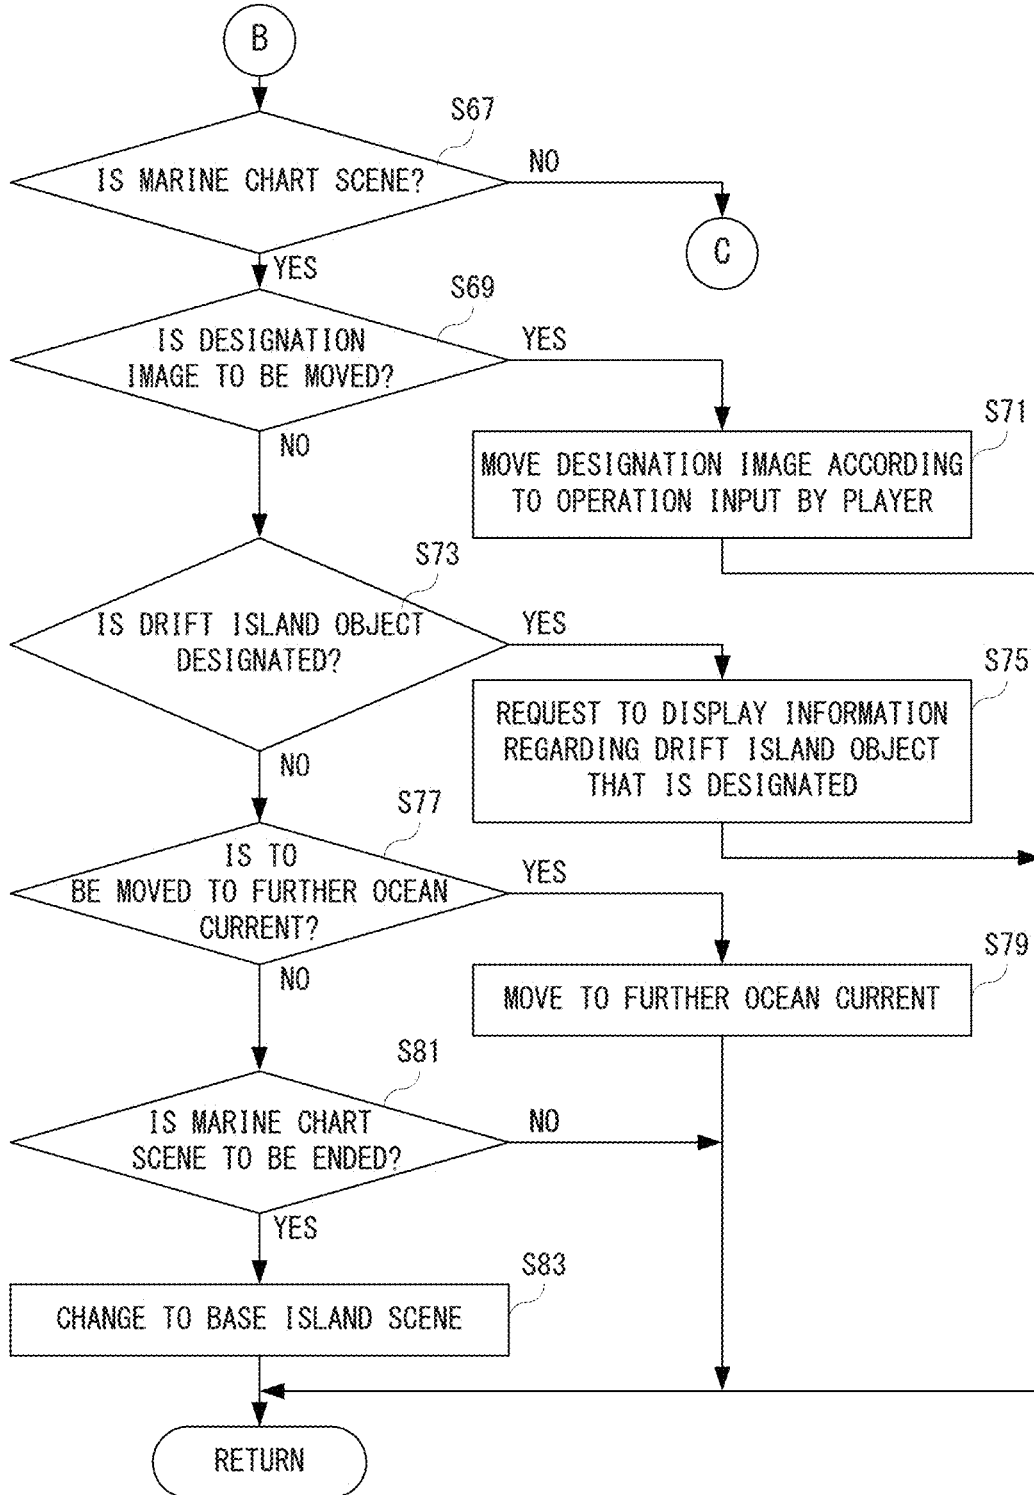 B
S67
IS MARINE CHART SCENE?
NO
C
YES
S69
IS DESIGNATION
IMAGE TO BE MOVED?
YES
NO
S71
MOVE DESIGNATION IMAGE ACCORDING
TO OPERATION INPUT BY PLAYER
S73
IS DRIFT ISLAND OBJECT
DESIGNATED?
YES
NO
S75
REQUEST TO DISPLAY INFORMATION
REGARDING DRIFT ISLAND OBJECT
THAT IS DESIGNATED
S77
IS TO
BE MOVED TO FURTHER OCEAN
CURRENT?
YES
NO
S79
MOVE TO FURTHER OCEAN CURRENT
S81
IS MARINE CHART
SCENE TO BE ENDED?
NO
YES
S83
CHANGE TO BASE ISLAND SCENE
RETURN